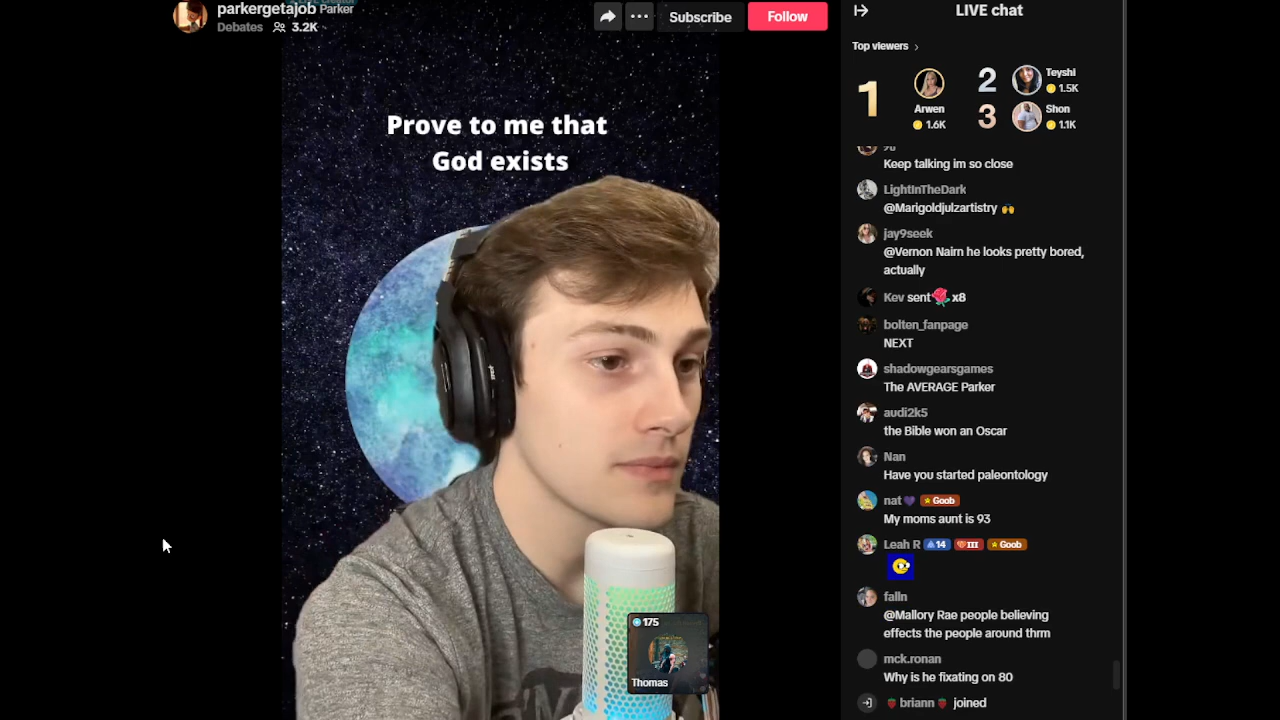 parkergetajob Parker
Debates 3.2K
Subscribe
Follow
Prove to me that
God exists
175
Thomas
LIVE chat
Top viewers
1
Arwen
1.6K
2
Teyshi
1.5K
3
Shon
1.1K
Keep talking im so close
LightInTheDark
@Marigoldjulzartistry
jay9seek
@Vernon Nairn he looks pretty bored,
actually
Kev sent x8
bolten_fanpage
NEXT
shadowgearsgames
The AVERAGE Parker
audi2k5
the Bible won an Oscar
Nan
Have you started paleontology
nat Goob
My moms aunt is 93
Leah R 14 III Goob
falln
@Mallory Rae people believing
effects the people around thrm
mck.ronan
Why is he fixating on 80
briann joined